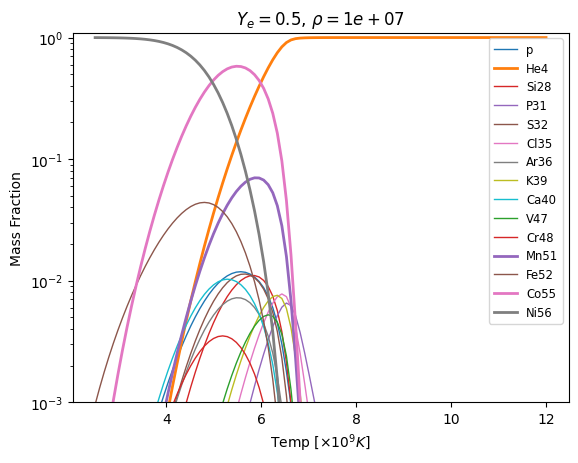 Y_e = 0.5, ρ = 1e + 07
10^0
10^−1
10^−2
10^−3
Mass Fraction
4 6 8 10 12
Temp [×10^9 K]
p
He4
Si28
P31
S32
Cl35
Ar36
K39
Ca40
V47
Cr48
Mn51
Fe52
Co55
Ni56